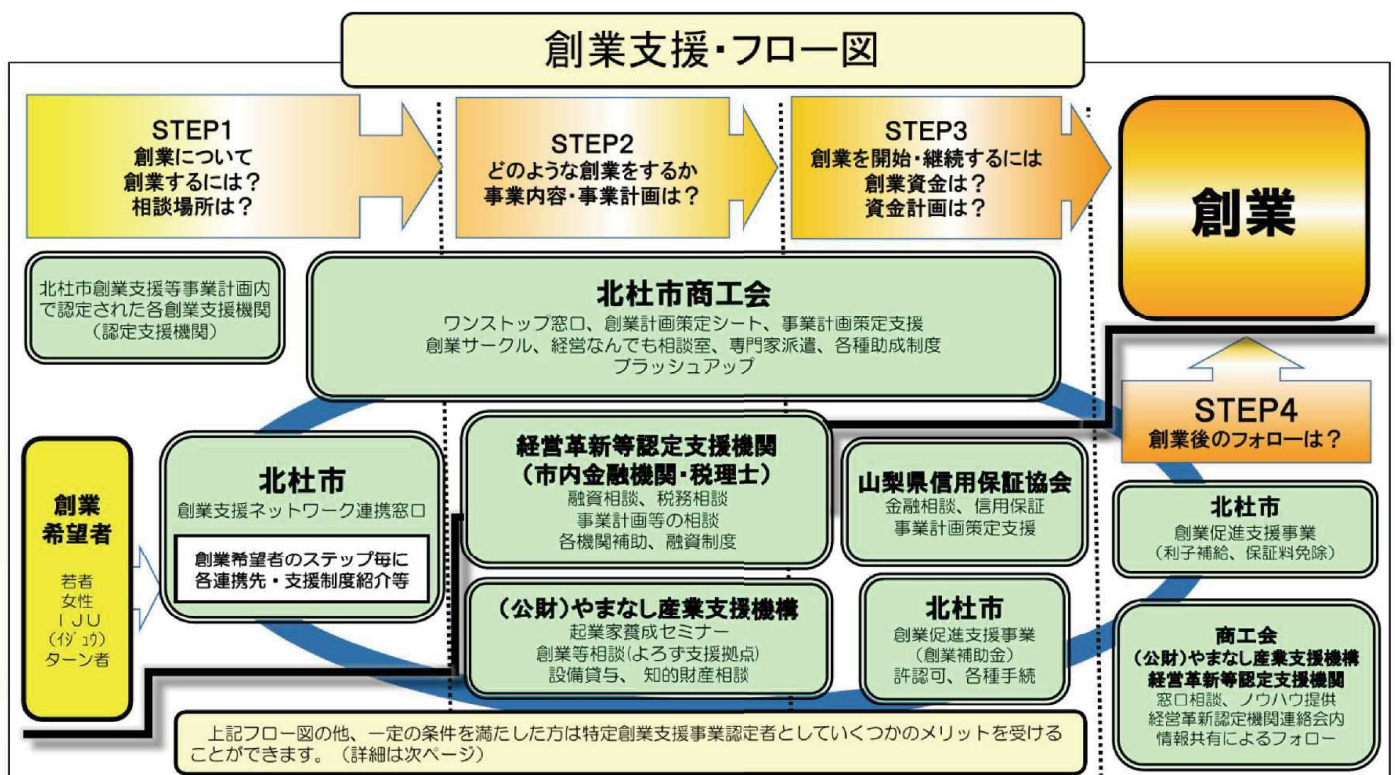 創業支援・フロー図
STEP1
創業について
創業するには？
相談場所は？
STEP2
どのような創業をするか
事業内容・事業計画は？
STEP3
創業を開始・継続するには
創業資金は？
資金計画は？
創業
北杜市創業支援等事業計画内
で認定された各創業支援機関
（認定支援機関）
北杜市商工会
ワンストップ窓口、創業計画策定シート、事業計画策定支援
創業サークル、経営なんでも相談室、専門家派遣、各種助成制度
ブラッシュアップ
STEP4
創業後のフォローは？
創業
希望者
若者
女性
IJU
(ｲｼﾞｭｳ)
ターン者
北杜市
創業支援ネットワーク連携窓口
創業希望者のステップ毎に
各連携先・支援制度紹介等
経営革新等認定支援機関
（市内金融機関・税理士）
融資相談、税務相談
事業計画等の相談
各機関補助、融資制度
山梨県信用保証協会
金融相談、信用保証
事業計画策定支援
北杜市
創業促進支援事業
（利子補給、保証料免除）
（公財）やまなし産業支援機構
起業家養成セミナー
創業等相談(よろず支援拠点)
設備貸与、知的財産相談
北杜市
創業促進支援事業
（創業補助金）
許認可、各種手続
商工会
（公財）やまなし産業支援機構
経営革新等認定支援機関
窓口相談、ノウハウ提供
経営革新認定機関連絡会内
情報共有によるフォロー
上記フロー図の他、一定の条件を満たした方は特定創業支援事業認定者としていくつかのメリットを受ける
ことができます。（詳細は次ページ）